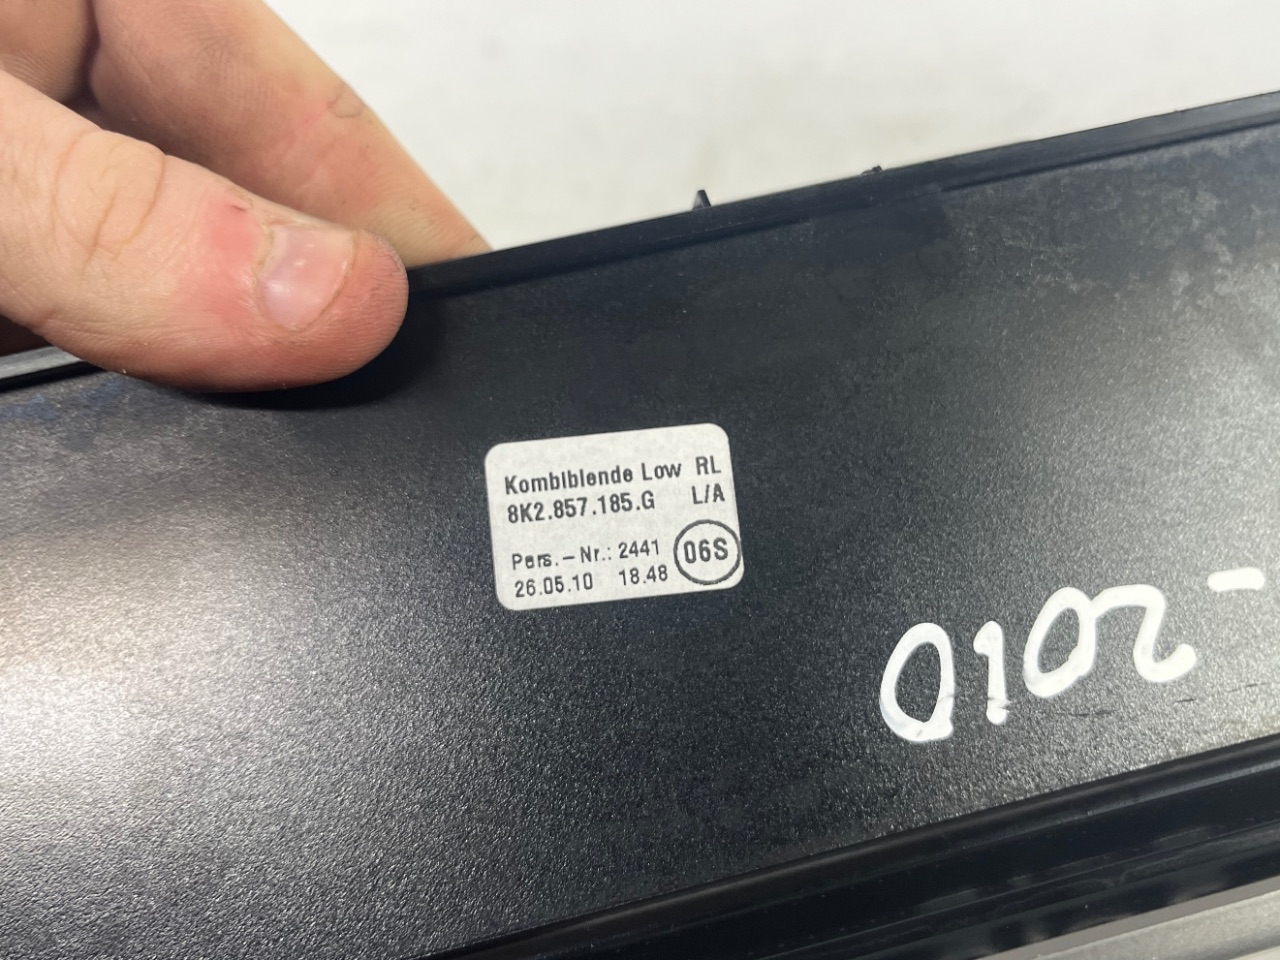 Kombiblende Low RL
8K2.857.185.G L/A
Pers.-Nr.: 2441
26.05.10 18.48
06S
0102-